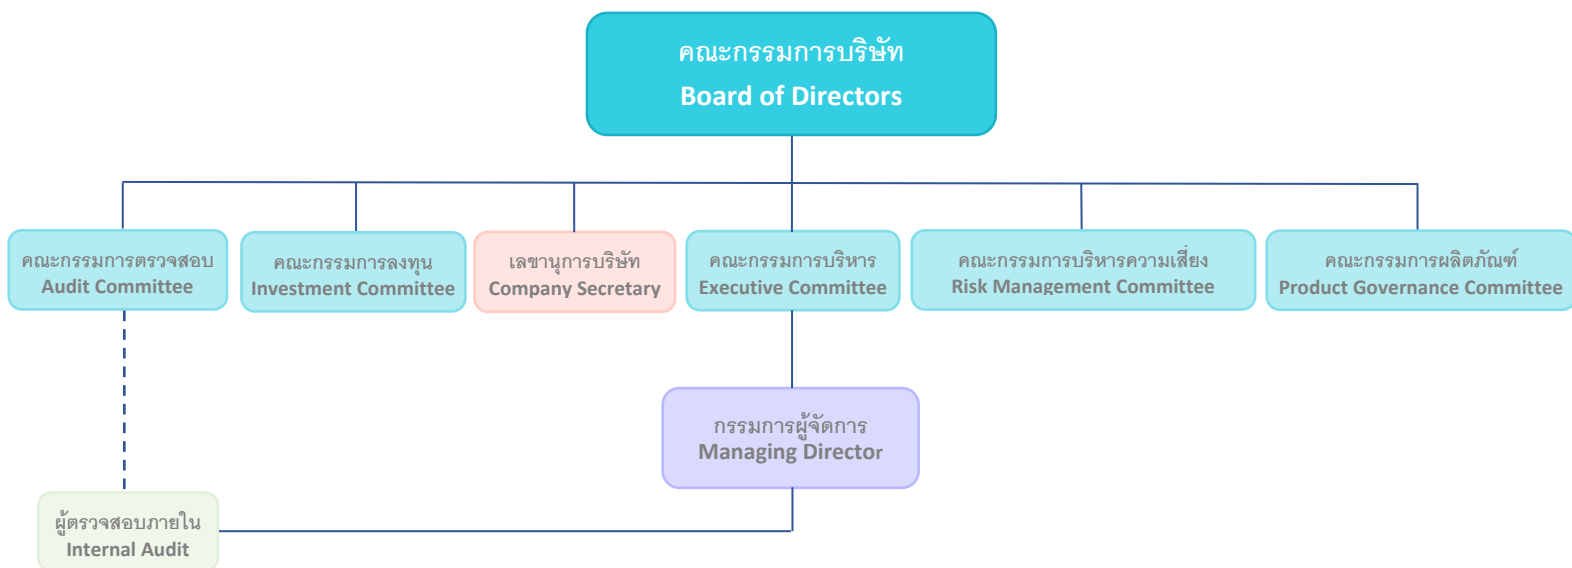 คณะกรรมการบริษัท
Board of Directors
คณะกรรมการตรวจสอบ
Audit Committee
คณะกรรมการลงทุน
Investment Committee
เลขานุการบริษัท
Company Secretary
คณะกรรมการบริหาร
Executive Committee
คณะกรรมการบริหารความเสี่ยง
Risk Management Committee
คณะกรรมการผลิตภัณฑ์
Product Governance Committee
กรรมการผู้จัดการ
Managing Director
ผู้ตรวจสอบภายใน
Internal Audit